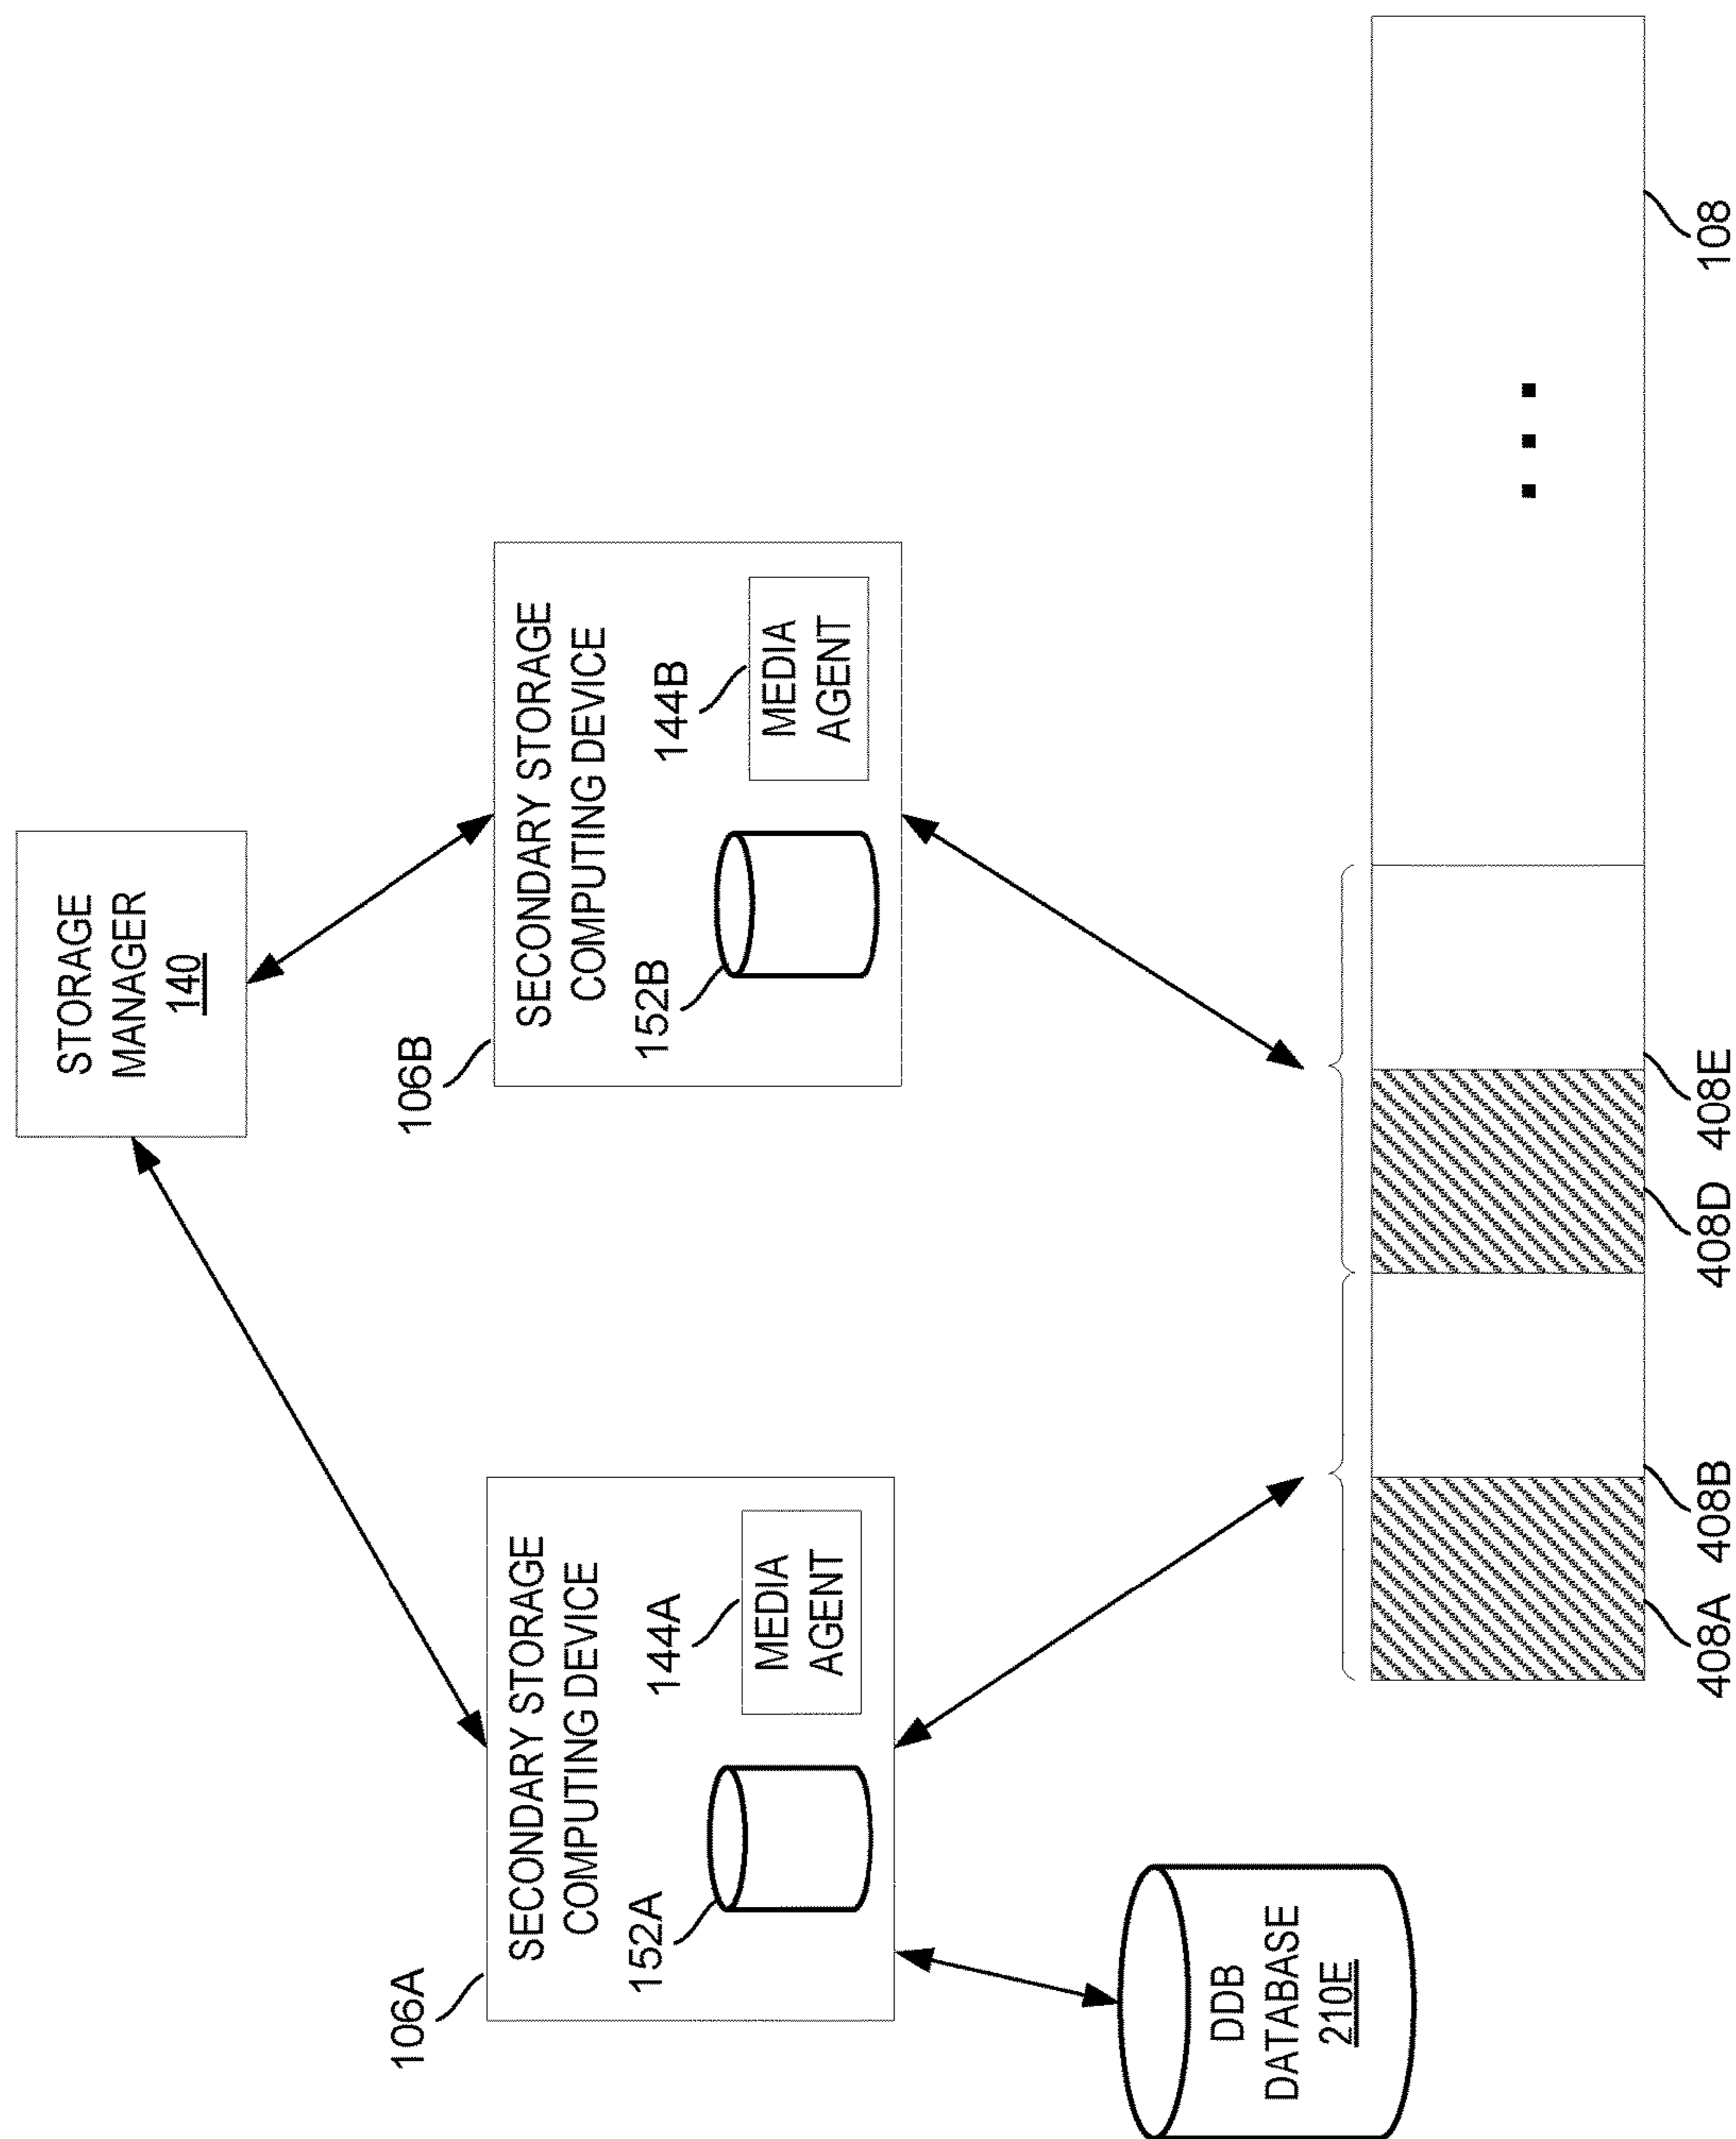 STORAGE
MANAGER
140
106A
SECONDARY STORAGE
COMPUTING DEVICE
152A
144A
MEDIA
AGENT
106B
SECONDARY STORAGE
COMPUTING DEVICE
152B
144B
MEDIA
AGENT
DDB
DATABASE
210E
408A
408B
408D
408E
108